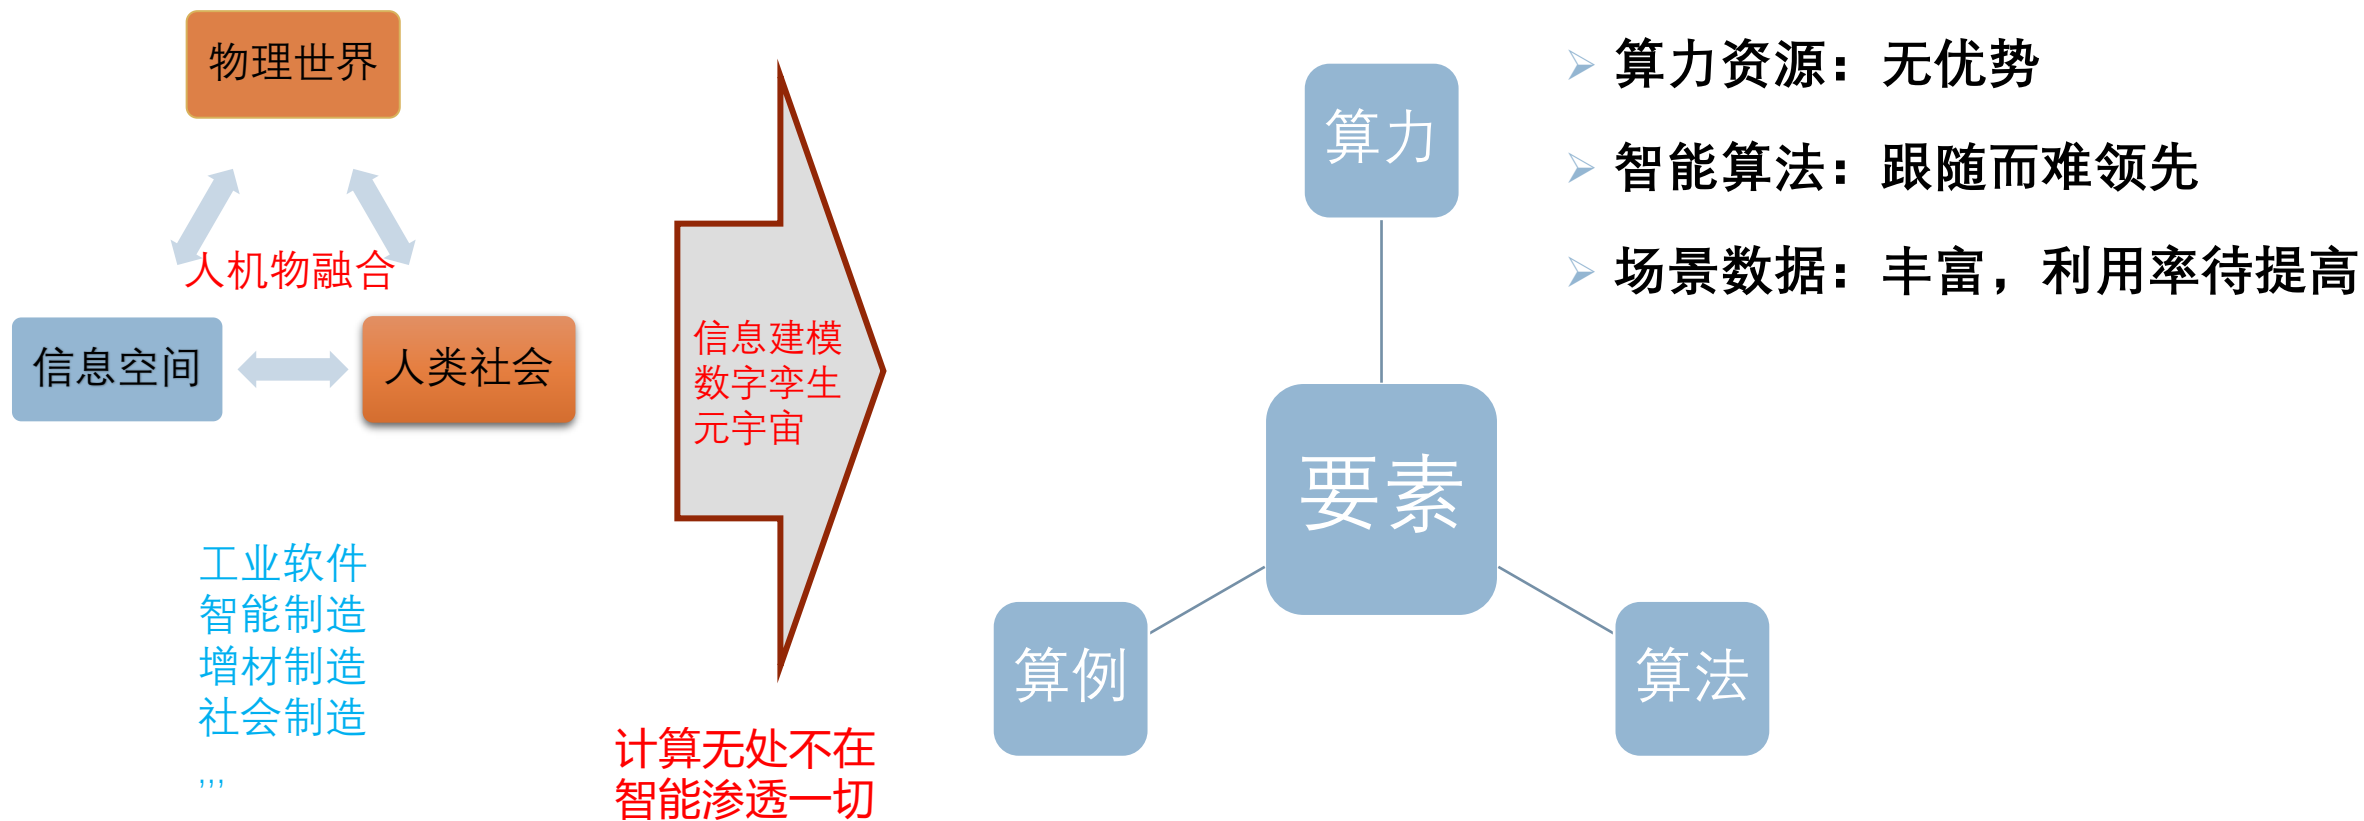 物理世界
人机物融合
信息空间
人类社会
工业软件
智能制造
增材制造
社会制造
,,,
信息建模
数字孪生
元宇宙
计算无处不在
智能渗透一切
算力
要素
算例
算法
算力资源：无优势
智能算法：跟随而难领先
场景数据：丰富，利用率待提高